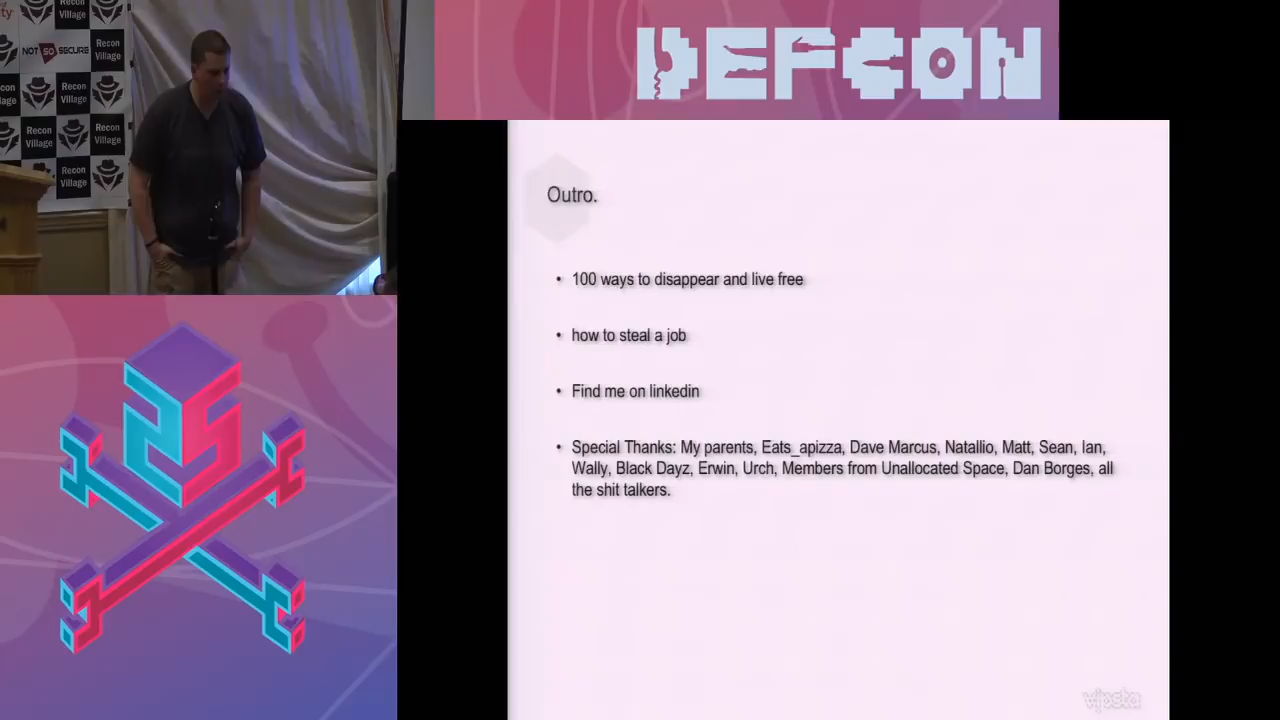 Recon
Village
NOT SO SECURE
Recon
Village
Recon
Village
Recon
Village
Recon
Village
Recon
Village
DEFCON
Outro.
• 100 ways to disappear and live free
• how to steal a job
• Find me on linkedin
• Special Thanks: My parents, Eats_apizza, Dave Marcus, Natallio, Matt, Sean, Ian,
Wally, Black Dayz, Erwin, Urch, Members from Unallocated Space, Dan Borges, all
the shit talkers.